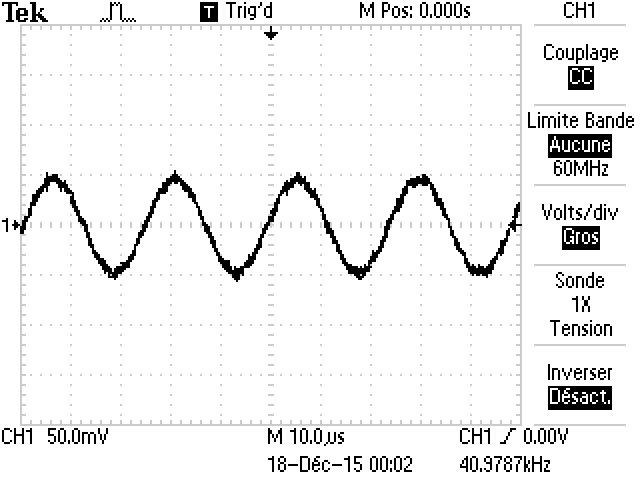 Tek T Trig'd M Pos: 0.000s CH1
Couplage
CC
Limite Bande
Aucune
60MHz
Volts/div
1
Gros
Sonde
1X
Tension
Inverser
Désact.
CH1 50.0mV M 10.0µs CH1 0.00V
18-Déc-15 00:02 40.9787kHz